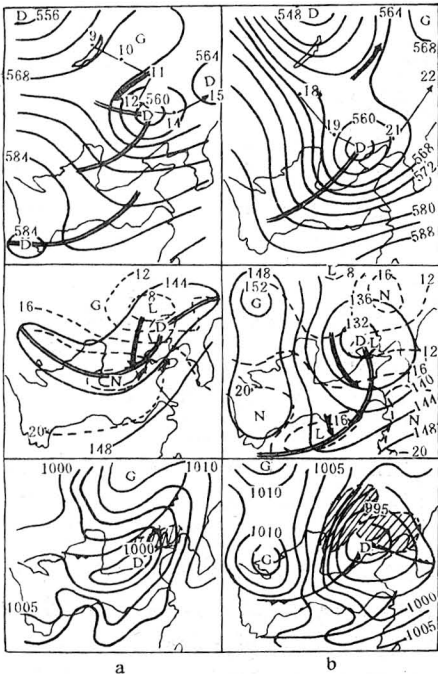 D 556 G
9
10
568 11 564
D
12 560 15
D 14
584
584
D
548 D 564
G
568
22
18
19 560 21
D
568
572
580
588
12 144
16 G 8
L
D
N
20
148
148 L 8 16 12
152
G 136 N
132
D L 12
16
20 140
N 144
L 16 N
148
20
1000 G 1010
1000
D
1005
G 1005
1010
995
1010
G D
1000
1005
a b